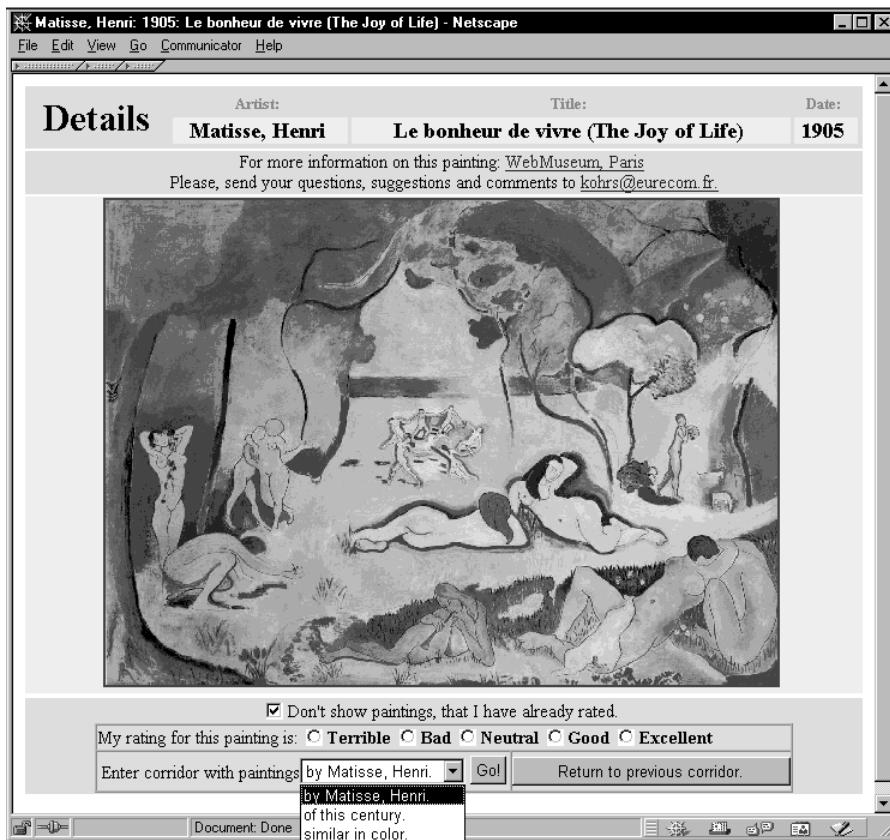 Matisse, Henri: 1905: Le bonheur de vivre (The Joy of Life) - Netscape
File Edit View Go Communicator Help
Details
Artist: Title: Date:
Matisse, Henri Le bonheur de vivre (The Joy of Life) 1905
For more information on this painting: WebMuseum, Paris
Please, send your questions, suggestions and comments to kohrs@eurecom.fr.
Don't show paintings, that I have already rated.
My rating for this painting is: Terrible Bad Neutral Good Excellent
Enter corridor with paintings by Matisse, Henri. Go! Return to previous corridor.
by Matisse, Henri.
of this century.
similar in color.
Document: Done